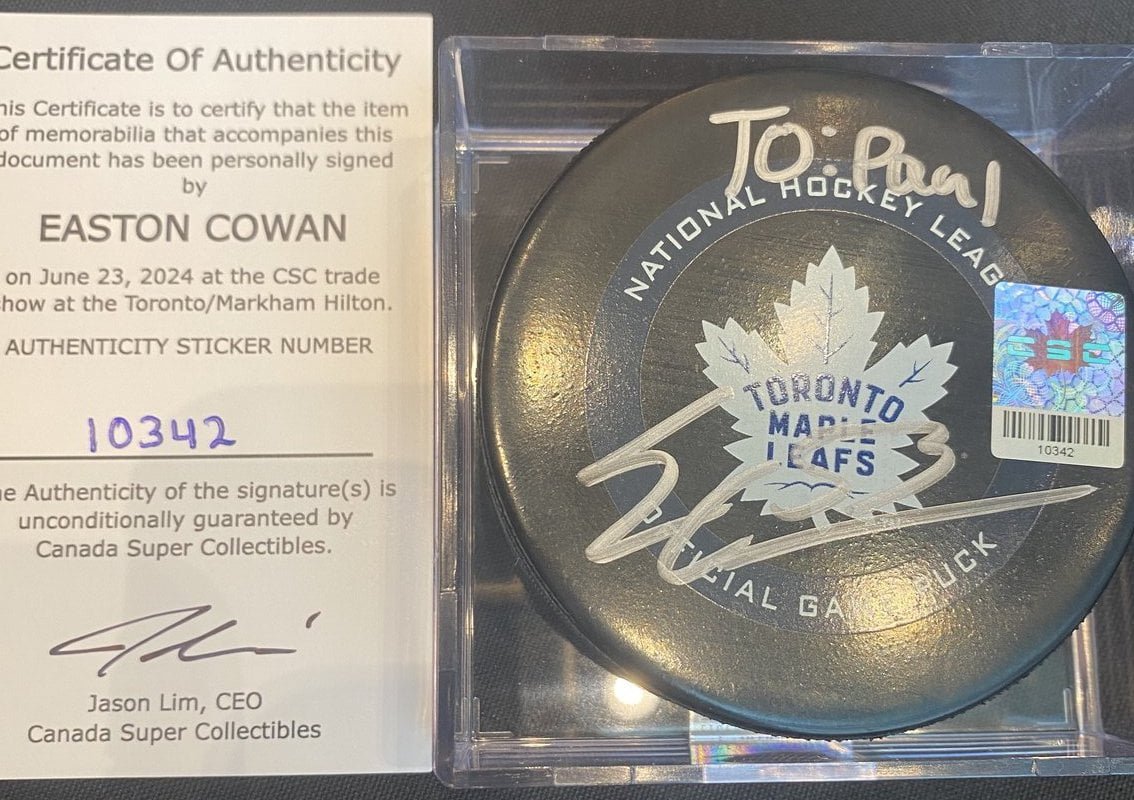 Certificate Of Authenticity
his Certificate is to certify that the item
of memorabilia that accompanies this
document has been personally signed
by
EASTON COWAN
on June 23, 2024 at the CSC trade
show at the Toronto/Markham Hilton.
AUTHENTICITY STICKER NUMBER
10342
he Authenticity of the signature(s) is
unconditionally guaranteed by
Canada Super Collectibles.
Jason Lim, CEO
Canada Super Collectibles
TO: Paul
NATIONAL HOCKEY LEAG
TORONTO
MAPLE
LEAFS
OFFICIAL GAME PUCK
CSC
10342